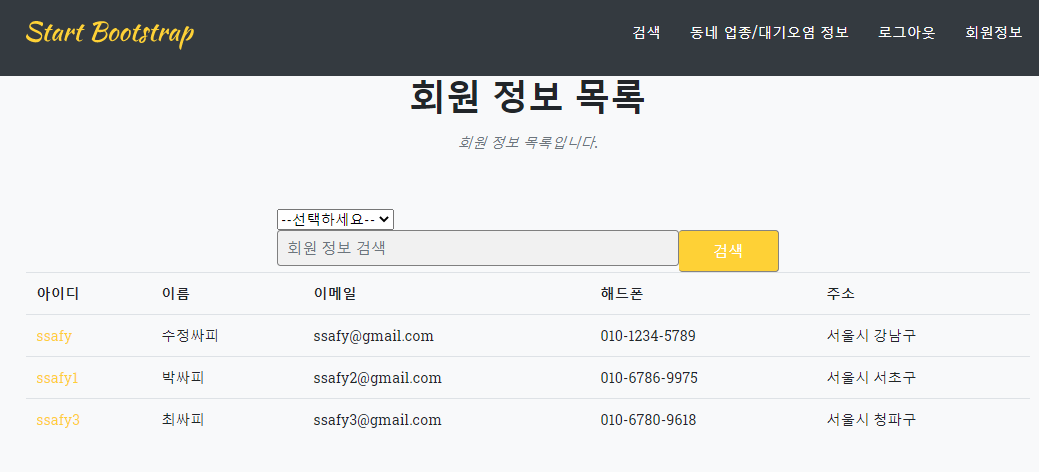 Start Bootstrap 검색 동네 업종/대기오염 정보 로그아웃 회원정보
회원 정보 목록
회원 정보 목록입니다.
--선택하세요--
회원 정보 검색 검색
아이디 이름 이메일 해드폰 주소
ssafy 수정싸피 ssafy@gmail.com 010-1234-5789 서울시 강남구
ssafy1 박싸피 ssafy2@gmail.com 010-6786-9975 서울시 서초구
ssafy3 최싸피 ssafy3@gmail.com 010-6780-9618 서울시 청파구